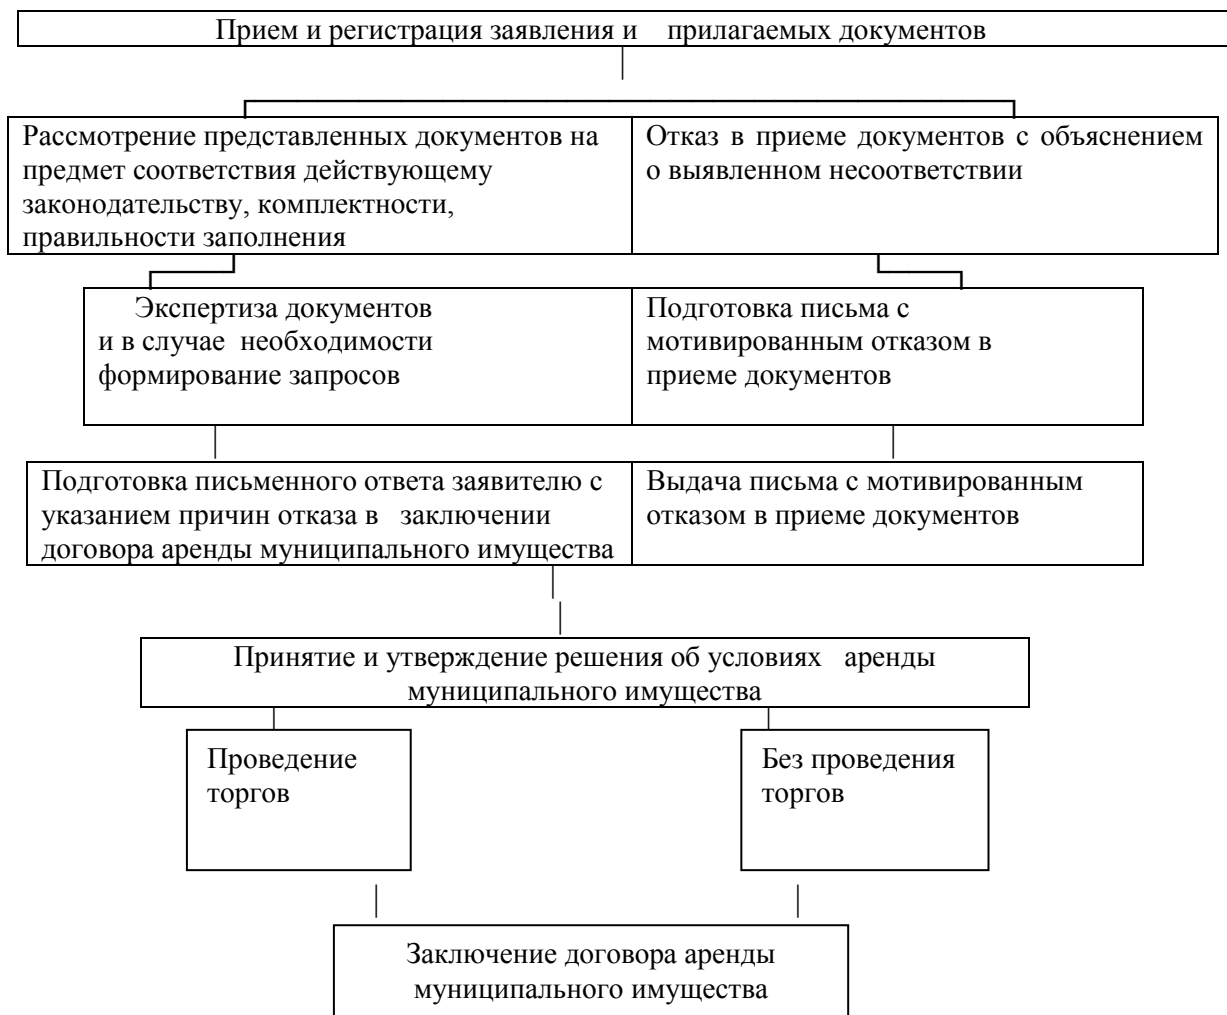 Прием и регистрация заявления и прилагаемых документов
Рассмотрение представленных документов на
предмет соответствия действующему
законодательству, комплектности,
правильности заполнения
Отказ в приеме документов с объяснением
о выявленном несоответствии
Экспертиза документов
и в случае необходимости
формирование запросов
Подготовка письма с
мотивированным отказом в
приеме документов
Подготовка письменного ответа заявителю с
указанием причин отказа в заключении
договора аренды муниципального имущества
Выдача письма с мотивированным
отказом в приеме документов
Принятие и утверждение решения об условиях аренды
муниципального имущества
Проведение
торгов
Без проведения
торгов
Заключение договора аренды
муниципального имущества